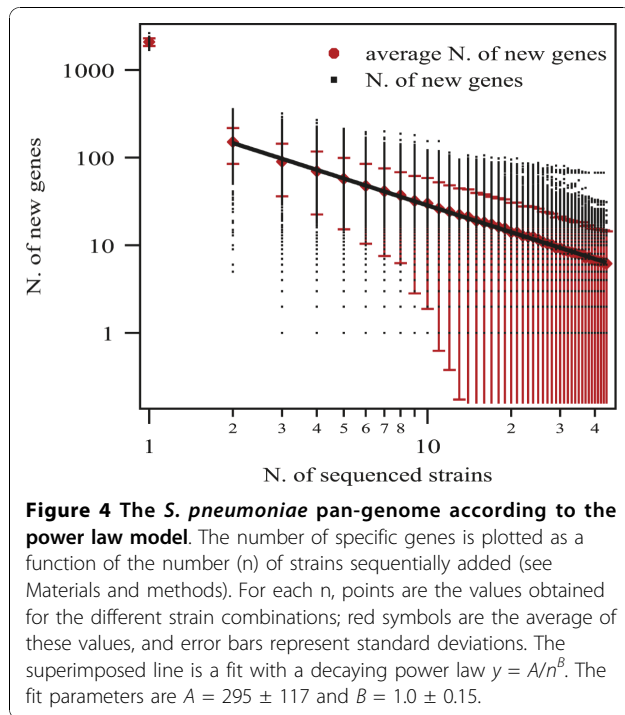 average N. of new genes
N. of new genes
1000
100
10
1
N. of new genes
2 3 4 5 6 7 8 20 30 4
1 10
N. of sequenced strains
Figure 4 The S. pneumoniae pan-genome according to the
power law model. The number of specific genes is plotted as a
function of the number (n) of strains sequentially added (see
Materials and methods). For each n, points are the values obtained
for the different strain combinations; red symbols are the average of
these values, and error bars represent standard deviations. The
superimposed line is a fit with a decaying power law y = A/nᴮ. The
fit parameters are A = 295 ± 117 and B = 1.0 ± 0.15.